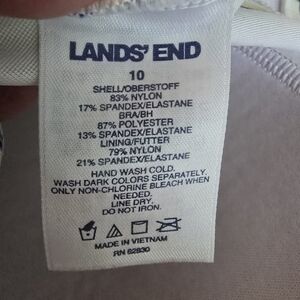 LANDS' END
10
SHELL/OBERSTOFF
83% NYLON
17% SPANDEX/ELASTANE
BRA/BH
87% POLYESTER
13% SPANDEX/ELASTANE
LINING/FUTTER
79% NYLON
21% SPANDEX/ELASTANE
HAND WASH COLD.
WASH DARK COLORS SEPARATELY.
ONLY NON-CHLORINE BLEACH WHEN
NEEDED.
LINE DRY.
DO NOT IRON.
MADE IN VIETNAM
RN 62830